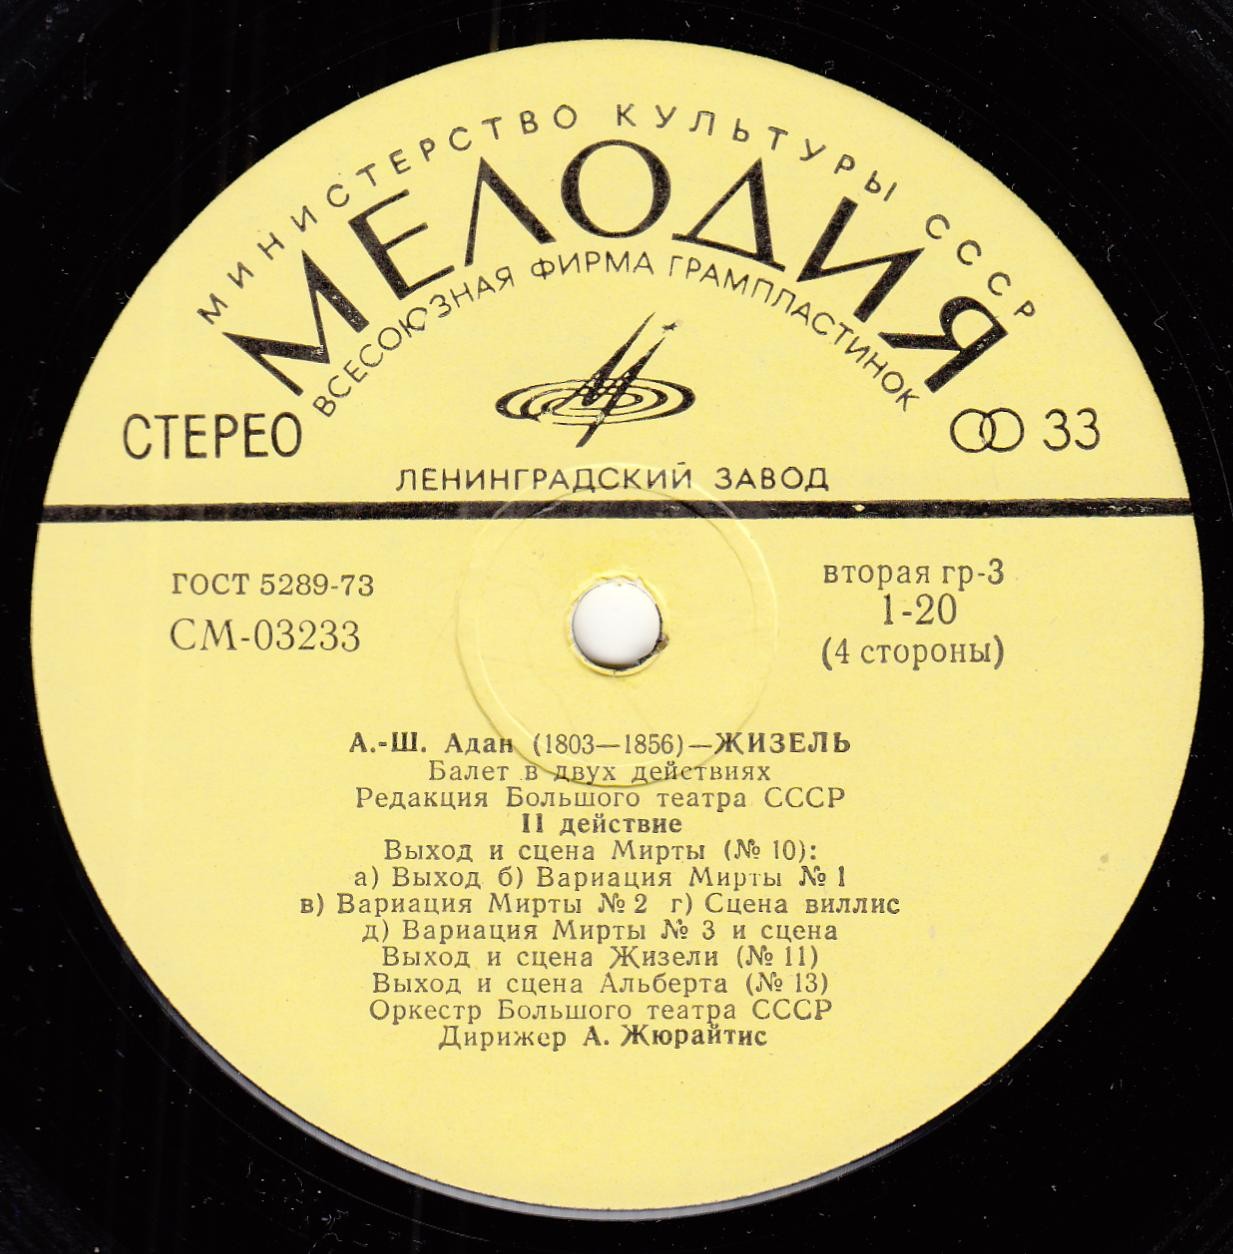 МИНИСТЕРСТВО КУЛЬТУРЫ СССР
МЕЛОДИЯ
ВСЕСОЮЗНАЯ ФИРМА ГРАМПЛАСТИНОК
СТЕРЕО
33
ЛЕНИНГРАДСКИЙ ЗАВОД
ГОСТ 5289-73
СМ-03233
вторая гр-3
1-20
(4 стороны)
А.-Ш. Адан (1803—1856)—ЖИЗЕЛЬ
Балет в двух действиях
Редакция Большого театра СССР
II действие
Выход и сцена Мирты (№ 10):
а) Выход б) Вариация Мирты № 1
в) Вариация Мирты № 2 г) Сцена виллис
д) Вариация Мирты № 3 и сцена
Выход и сцена Жизели (№ 11)
Выход и сцена Альберта (№ 13)
Оркестр Большого театра СССР
Дирижер А. Жюрайтис